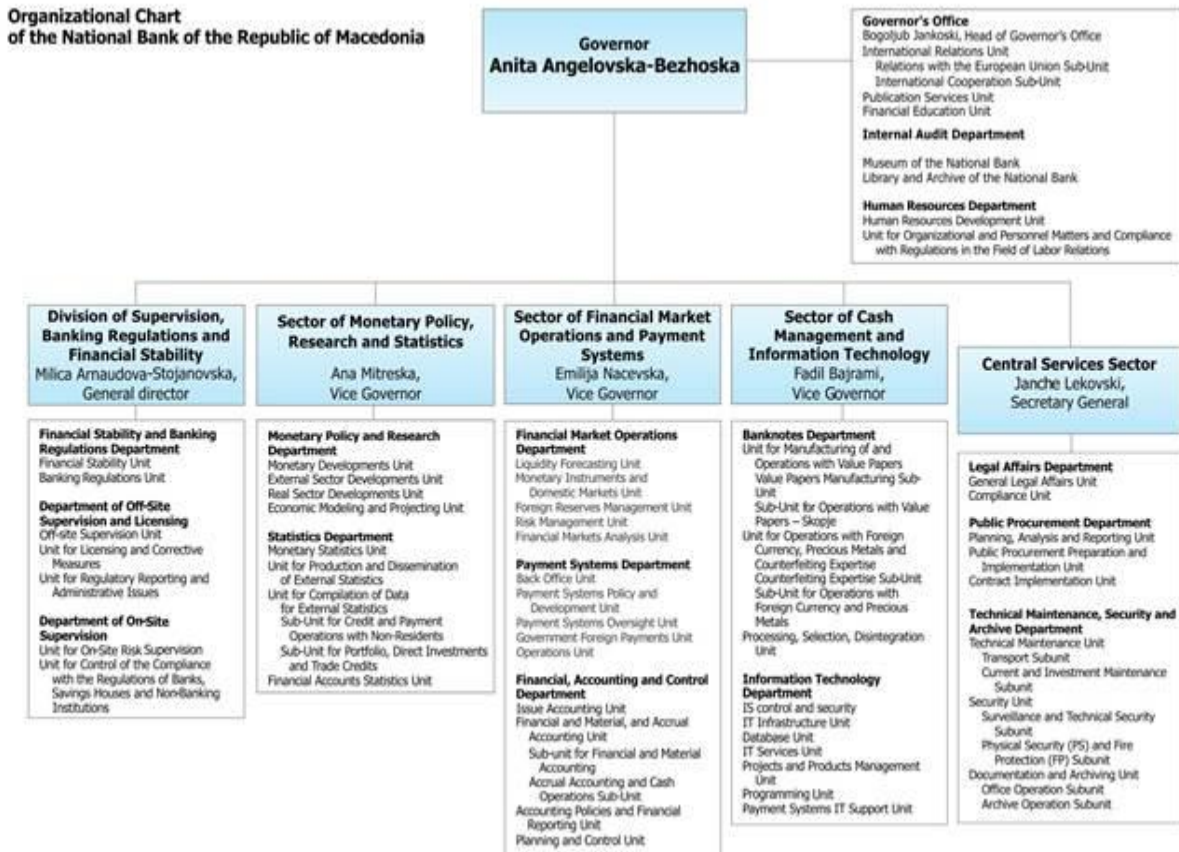 Organizational Chart
of the National Bank of the Republic of Macedonia
Governor
Anita Angelovska-Bezhoska
Governor's Office
Bogoljub Jankoski, Head of Governor's Office
International Relations Unit
Relations with the European Union Sub-Unit
International Cooperation Sub-Unit
Publication Services Unit
Financial Education Unit
Internal Audit Department
Museum of the National Bank
Library and Archive of the National Bank
Human Resources Department
Human Resources Development Unit
Unit for Organizational and Personnel Matters and Compliance
with Regulations in the Field of Labor Relations
Division of Supervision,
Banking Regulations and
Financial Stability
Milica Arnaudova-Stojanovska,
General director
Financial Stability and Banking
Regulations Department
Financial Stability Unit
Banking Regulations Unit
Department of Off-Site
Supervision and Licensing
Off-site Supervision Unit
Unit for Licensing and Corrective
Measures
Unit for Regulatory Reporting and
Administrative Issues
Department of On-Site
Supervision
Unit for On-Site Risk Supervision
Unit for Control of the Compliance
with the Regulations of Banks,
Savings Houses and Non-Banking
Institutions
Sector of Monetary Policy,
Research and Statistics
Ana Mitreska,
Vice Governor
Monetary Policy and Research
Department
Monetary Developments Unit
External Sector Developments Unit
Real Sector Developments Unit
Economic Modeling and Projecting Unit
Statistics Department
Monetary Statistics Unit
Unit for Production and Dissemination
of External Statistics
Unit for Compilation of Data
for External Statistics
Sub-Unit for Credit and Payment
Operations with Non-Residents
Sub-Unit for Portfolio, Direct Investments
and Trade Credits
Financial Accounts Statistics Unit
Sector of Financial Market
Operations and Payment
Systems
Emilija Nacevska,
Vice Governor
Financial Market Operations
Department
Liquidity Forecasting Unit
Monetary Instruments and
Domestic Markets Unit
Foreign Reserves Management Unit
Risk Management Unit
Financial Markets Analysis Unit
Payment Systems Department
Back Office Unit
Payment Systems Policy and
Development Unit
Payment Systems Oversight Unit
Government Foreign Payments Unit
Operations Unit
Financial, Accounting and Control
Department
Issue Accounting Unit
Financial and Material, and Accrual
Accounting Unit
Sub-unit for Financial and Material
Accounting
Accrual Accounting and Cash
Operations Sub-Unit
Accounting Policies and Financial
Reporting Unit
Planning and Control Unit
Sector of Cash
Management and
Information Technology
Fadil Bajrami,
Vice Governor
Banknotes Department
Unit for Manufacturing of and
Operations with Value Papers
Value Papers Manufacturing Sub-
Unit
Sub-Unit for Operations with Value
Papers – Skopje
Unit for Operations with Foreign
Currency, Precious Metals and
Counterfeiting Expertise
Counterfeiting Expertise Sub-Unit
Sub-Unit for Operations with
Foreign Currency and Precious
Metals
Processing, Selection, Disintegration
Unit
Information Technology
Department
IS control and security
IT Infrastructure Unit
Database Unit
IT Services Unit
Projects and Products Management
Unit
Programming Unit
Payment Systems IT Support Unit
Central Services Sector
Janche Lekovski,
Secretary General
Legal Affairs Department
General Legal Affairs Unit
Compliance Unit
Public Procurement Department
Planning, Analysis and Reporting Unit
Public Procurement Preparation and
Implementation Unit
Contract Implementation Unit
Technical Maintenance, Security and
Archive Department
Technical Maintenance Unit
Transport Subunit
Current and Investment Maintenance
Subunit
Security Unit
Surveillance and Technical Security
Subunit
Physical Security (PS) and Fire
Protection (FP) Subunit
Documentation and Archiving Unit
Office Operation Subunit
Archive Operation Subunit